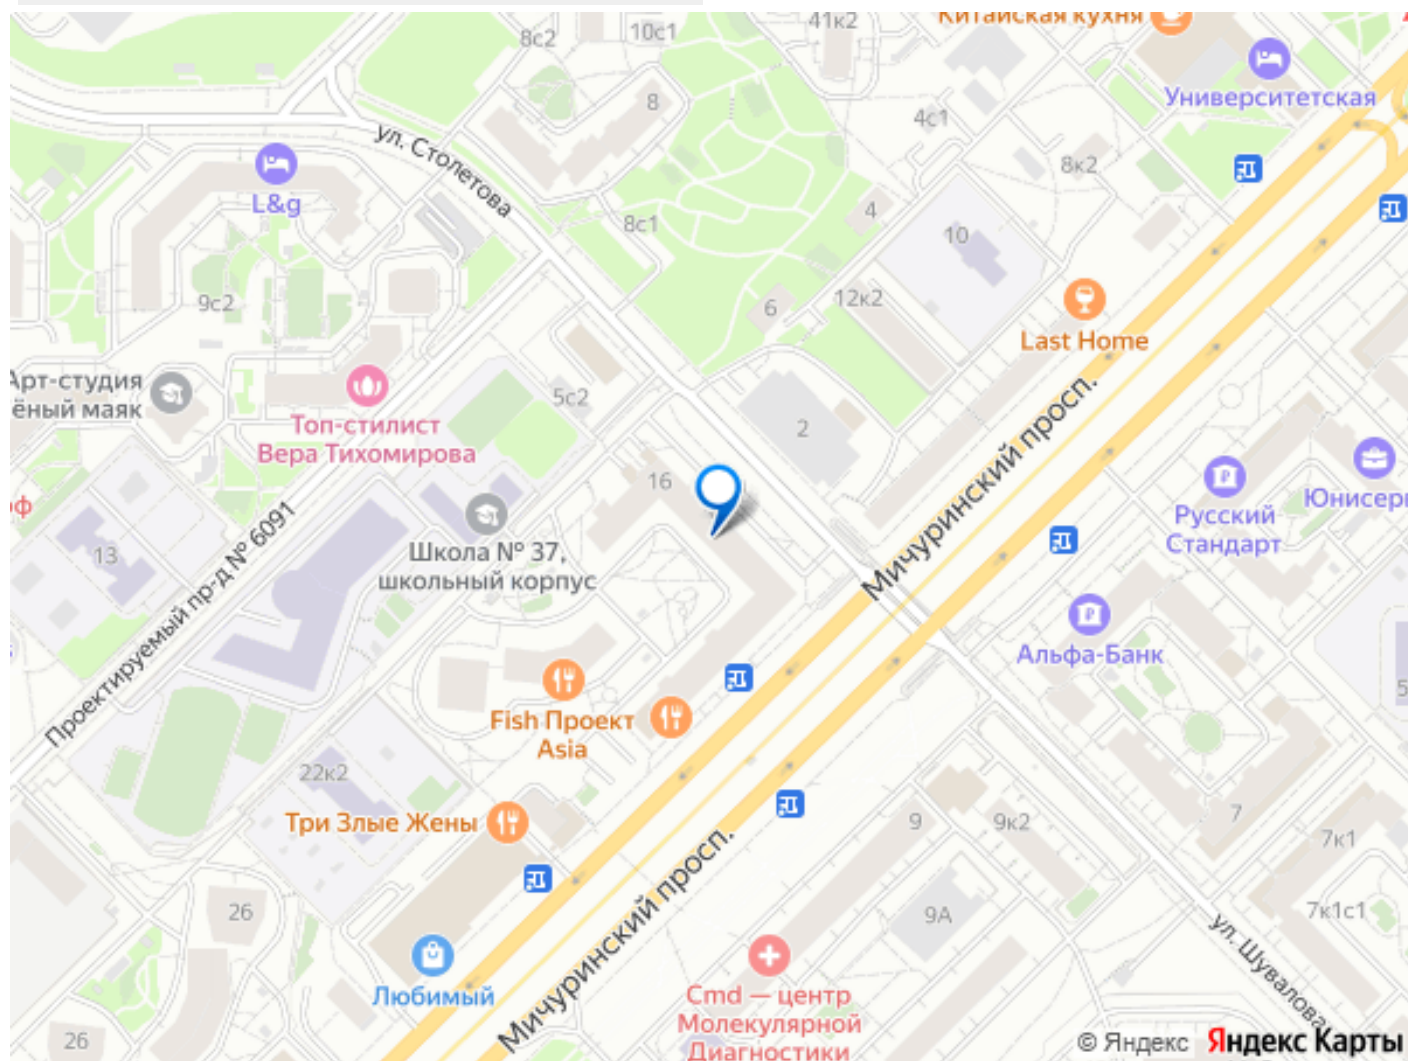 41к2
Китайская кухня
8с2
10с1
Университетская
8
4с1
ул. Столетова
8к2
L&g
4
8с1
10
9с2
6
12к2
Last Home
Арт-студия
ёный маяк
5с2
Топ-стилист
Вера Тихомирова
2
16
Мичуринский просп.
Русский
Стандарт
Юнисер
ф
13
Школа № 37,
школьный корпус
Проектируемый пр-д № 6091
Альфа-Банк
Fish Проект
Asia
5
22к2
Три Злые Жены
9
9к2
7
7к1
Мичуринский просп.
26
9А
7к1с1
ул. Шувалова
Любимый
Cmd — центр
Молекулярной
Диагностики
26
© Яндекс Яндекс Карты